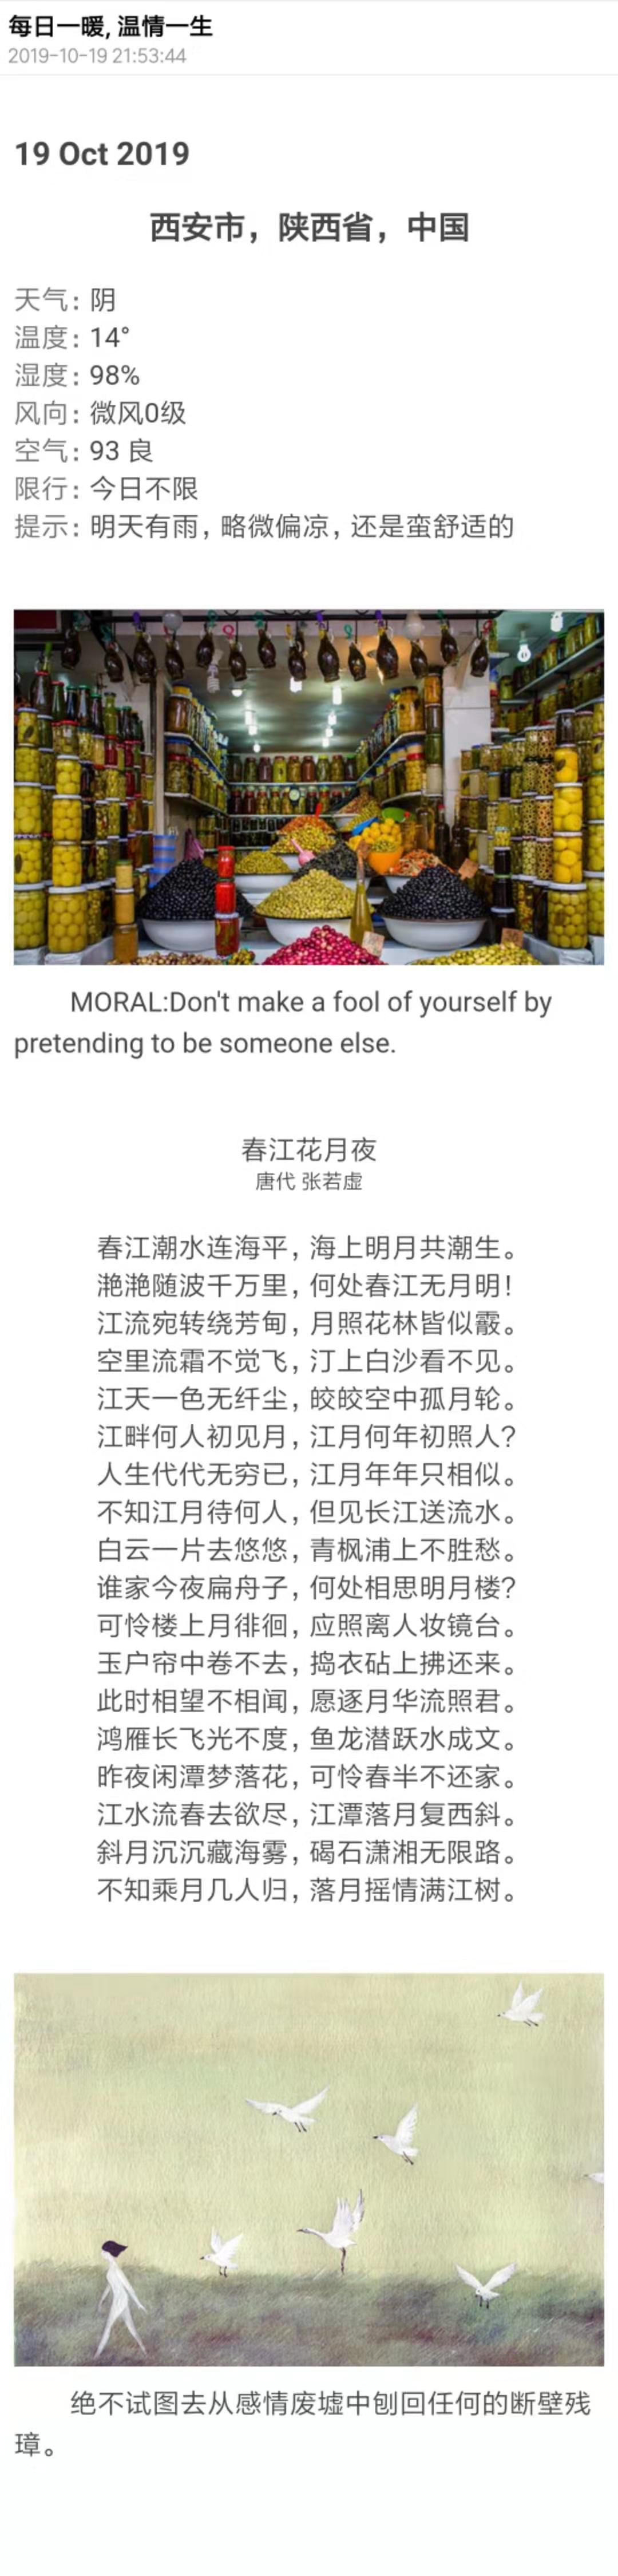 每日一暖, 温情一生
2019-10-19 21:53:44
19 Oct 2019
西安市，陕西省，中国
天气: 阴
温度: 14°
湿度: 98%
风向: 微风0级
空气: 93 良
限行: 今日不限
提示: 明天有雨，略微偏凉，还是蛮舒适的
MORAL:Don't make a fool of yourself by
pretending to be someone else.
春江花月夜
唐代 张若虚
春江潮水连海平，海上明月共潮生。
滟滟随波千万里，何处春江无月明！
江流宛转绕芳甸，月照花林皆似霰。
空里流霜不觉飞，汀上白沙看不见。
江天一色无纤尘，皎皎空中孤月轮。
江畔何人初见月，江月何年初照人？
人生代代无穷已，江月年年只相似。
不知江月待何人，但见长江送流水。
白云一片去悠悠，青枫浦上不胜愁。
谁家今夜扁舟子，何处相思明月楼？
可怜楼上月徘徊，应照离人妆镜台。
玉户帘中卷不去，捣衣砧上拂还来。
此时相望不相闻，愿逐月华流照君。
鸿雁长飞光不度，鱼龙潜跃水成文。
昨夜闲潭梦落花，可怜春半不还家。
江水流春去欲尽，江潭落月复西斜。
斜月沉沉藏海雾，碣石潇湘无限路。
不知乘月几人归，落月摇情满江树。
绝不试图去从感情废墟中刨回任何的断壁残
璋。